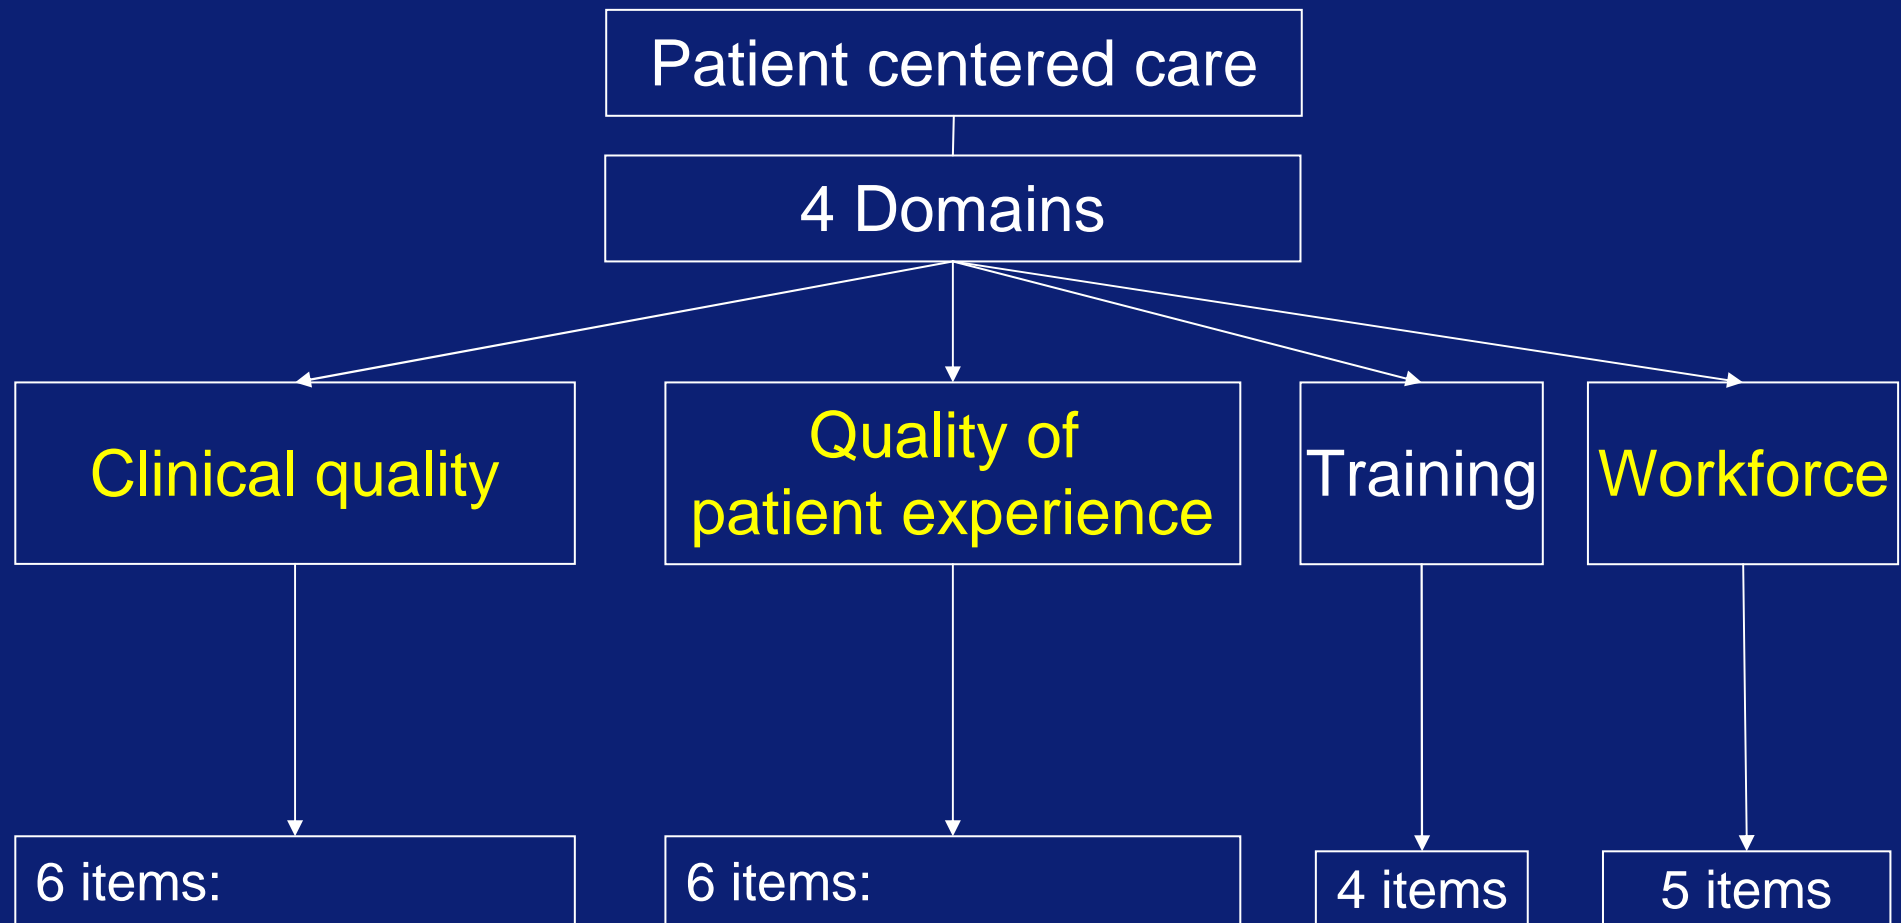 Patient centered care
4 Domains
Clinical quality
Quality of
patient experience
Training
Workforce
6 items:
6 items:
4 items
5 items